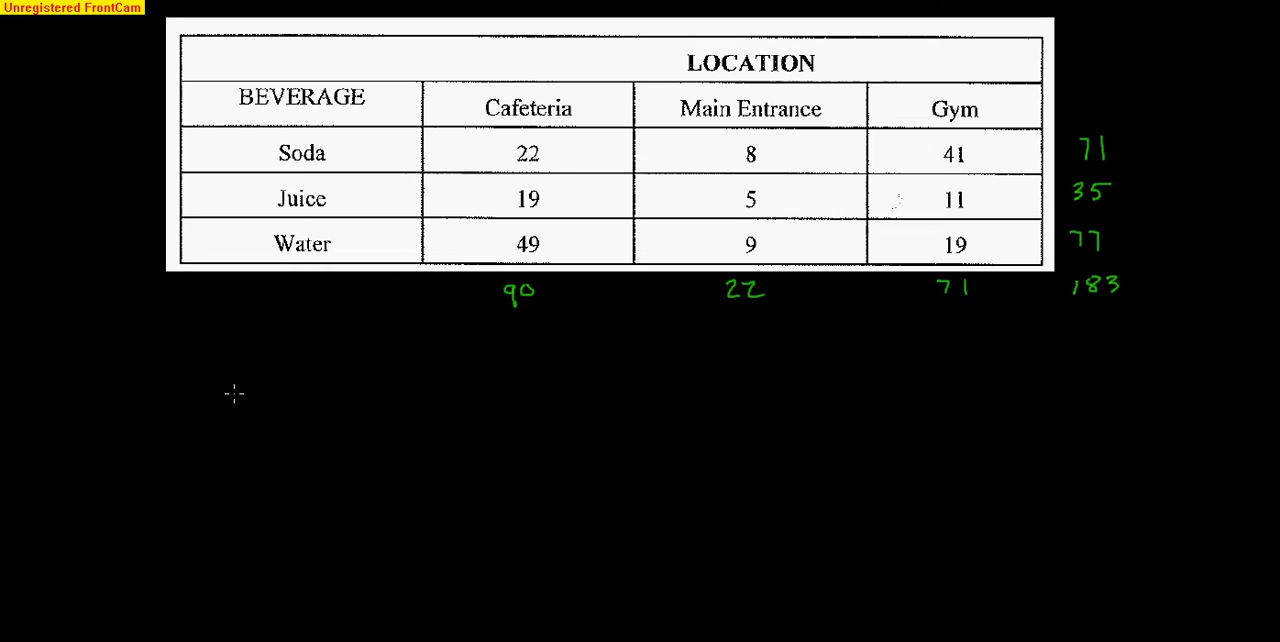 Unregistered FrontCam
LOCATION
BEVERAGE Cafeteria Main Entrance Gym
Soda 22 8 41 71
Juice 19 5 11 35
Water 49 9 19 77
90 22 71 183